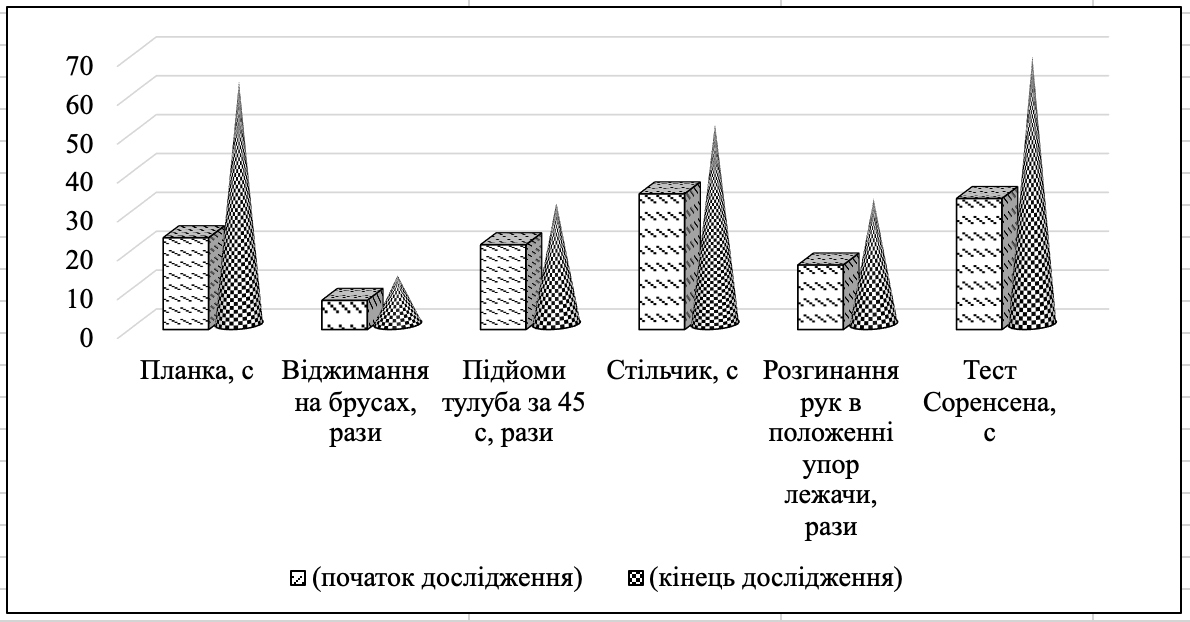 70
60
50
40
30
20
10
0
Планка, с
Віджимання
на брусах,
рази
Підйоми
тулуба за 45
с, рази
Стільчик, с
Розгинання
рук в
положенні
упор
лежачи,
рази
Тест
Соренсена,
с
(початок дослідження)
(кінець дослідження)